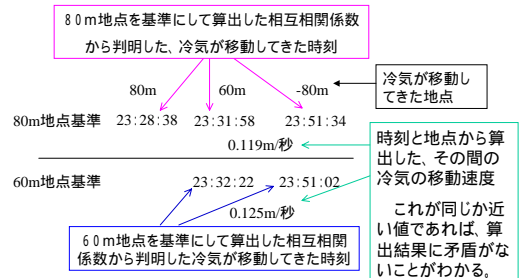 80m地点を基準にして算出した相互相関係数
から判明した、冷気が移動してきた時刻
80m 60m -80m
冷気が移動し
てきた地点
80m地点基準 23:28:38 23:31:58 23:51:34
0.119m/秒
60m地点基準 23:32:22 23:51:02
0.125m/秒
時刻と地点から算
出した、その間の
冷気の移動速度
これが同じか近
い値であれば、算
出結果に矛盾がな
いことがわかる。
60m地点を基準にして算出した相互相関
係数から判明した冷気が移動してきた時刻